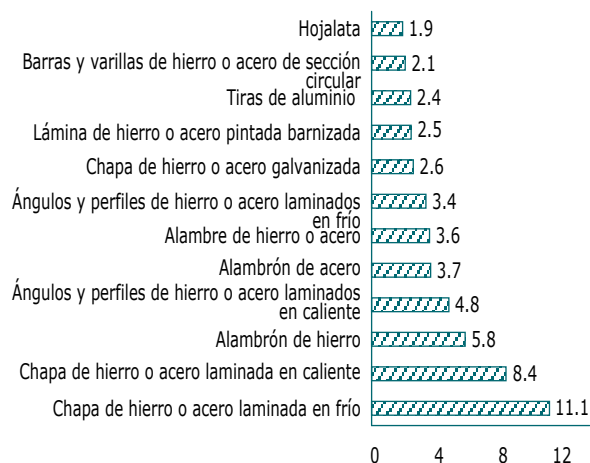 Hojalata 1.9
Barras y varillas de hierro o acero de sección
circular 2.1
Tiras de aluminio 2.4
Lámina de hierro o acero pintada barnizada 2.5
Chapa de hierro o acero galvanizada 2.6
Ángulos y perfiles de hierro o acero laminados
en frío 3.4
Alambre de hierro o acero 3.6
Alambrón de acero 3.7
Ángulos y perfiles de hierro o acero laminados
en caliente 4.8
Alambrón de hierro 5.8
Chapa de hierro o acero laminada en caliente 8.4
Chapa de hierro o acero laminada en frío 11.1
0 4 8 12